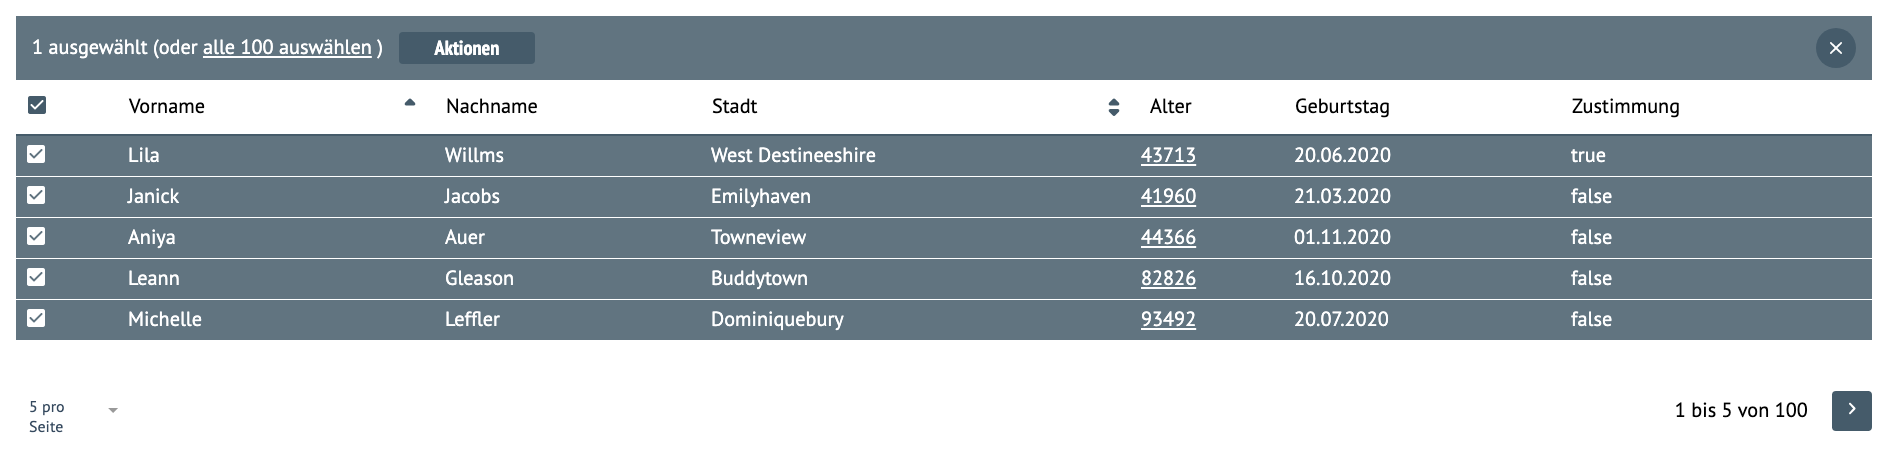 1 ausgewählt (oder alle 100 auswählen ) Aktionen
Vorname Nachname Stadt Alter Geburtstag Zustimmung
Lila Willms West Destineeshire 43713 20.06.2020 true
Janick Jacobs Emilyhaven 41960 21.03.2020 false
Aniya Auer Towneview 44366 01.11.2020 false
Leann Gleason Buddytown 82826 16.10.2020 false
Michelle Leffler Dominiquebury 93492 20.07.2020 false
5 pro
Seite
1 bis 5 von 100